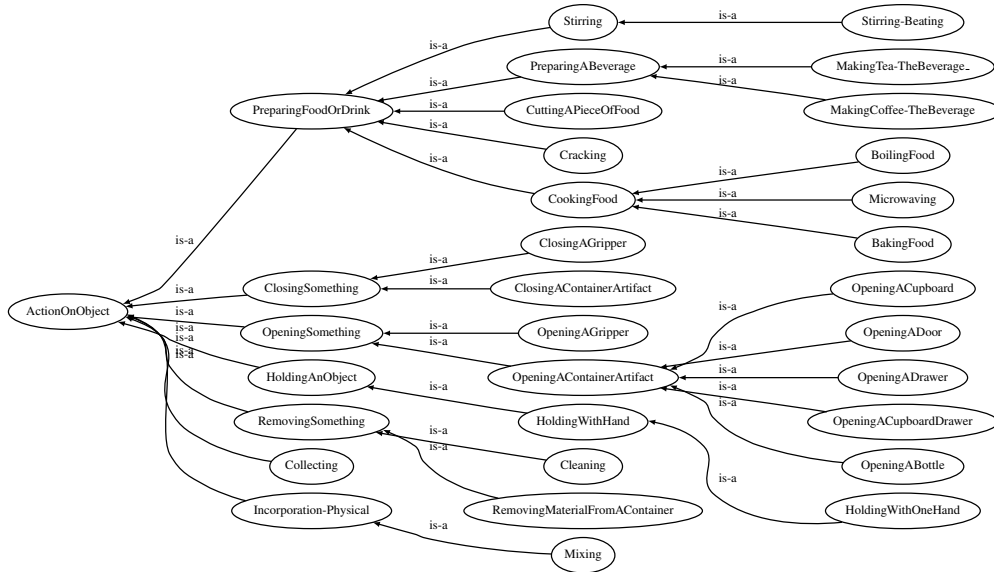 Stirring
is-a
Stirring-Beating
is-a
PreparingABeverage
is-a
MakingTea-TheBeverage_
is-a
is-a
PreparingFoodOrDrink
is-a
CuttingAPieceOfFood
MakingCoffee-TheBeverage
is-a
Cracking
is-a
BoilingFood
is-a
CookingFood
is-a
Microwaving
is-a
BakingFood
is-a
ClosingAGripper
is-a
ClosingSomething
is-a
ClosingAContainerArtifact
OpeningACupboard
is-a
ActionOnObject
is-a
is-a
OpeningSomething
is-a
OpeningAGripper
OpeningADoor
is-a
is-a
is-a
is-a
is-a
HoldingAnObject
OpeningAContainerArtifact
is-a
OpeningADrawer
is-a
is-a
is-a
RemovingSomething
HoldingWithHand
OpeningACupboardDrawer
is-a
is-a
Collecting
Cleaning
OpeningABottle
is-a
Incorporation-Physical
RemovingMaterialFromAContainer
HoldingWithOneHand
is-a
Mixing